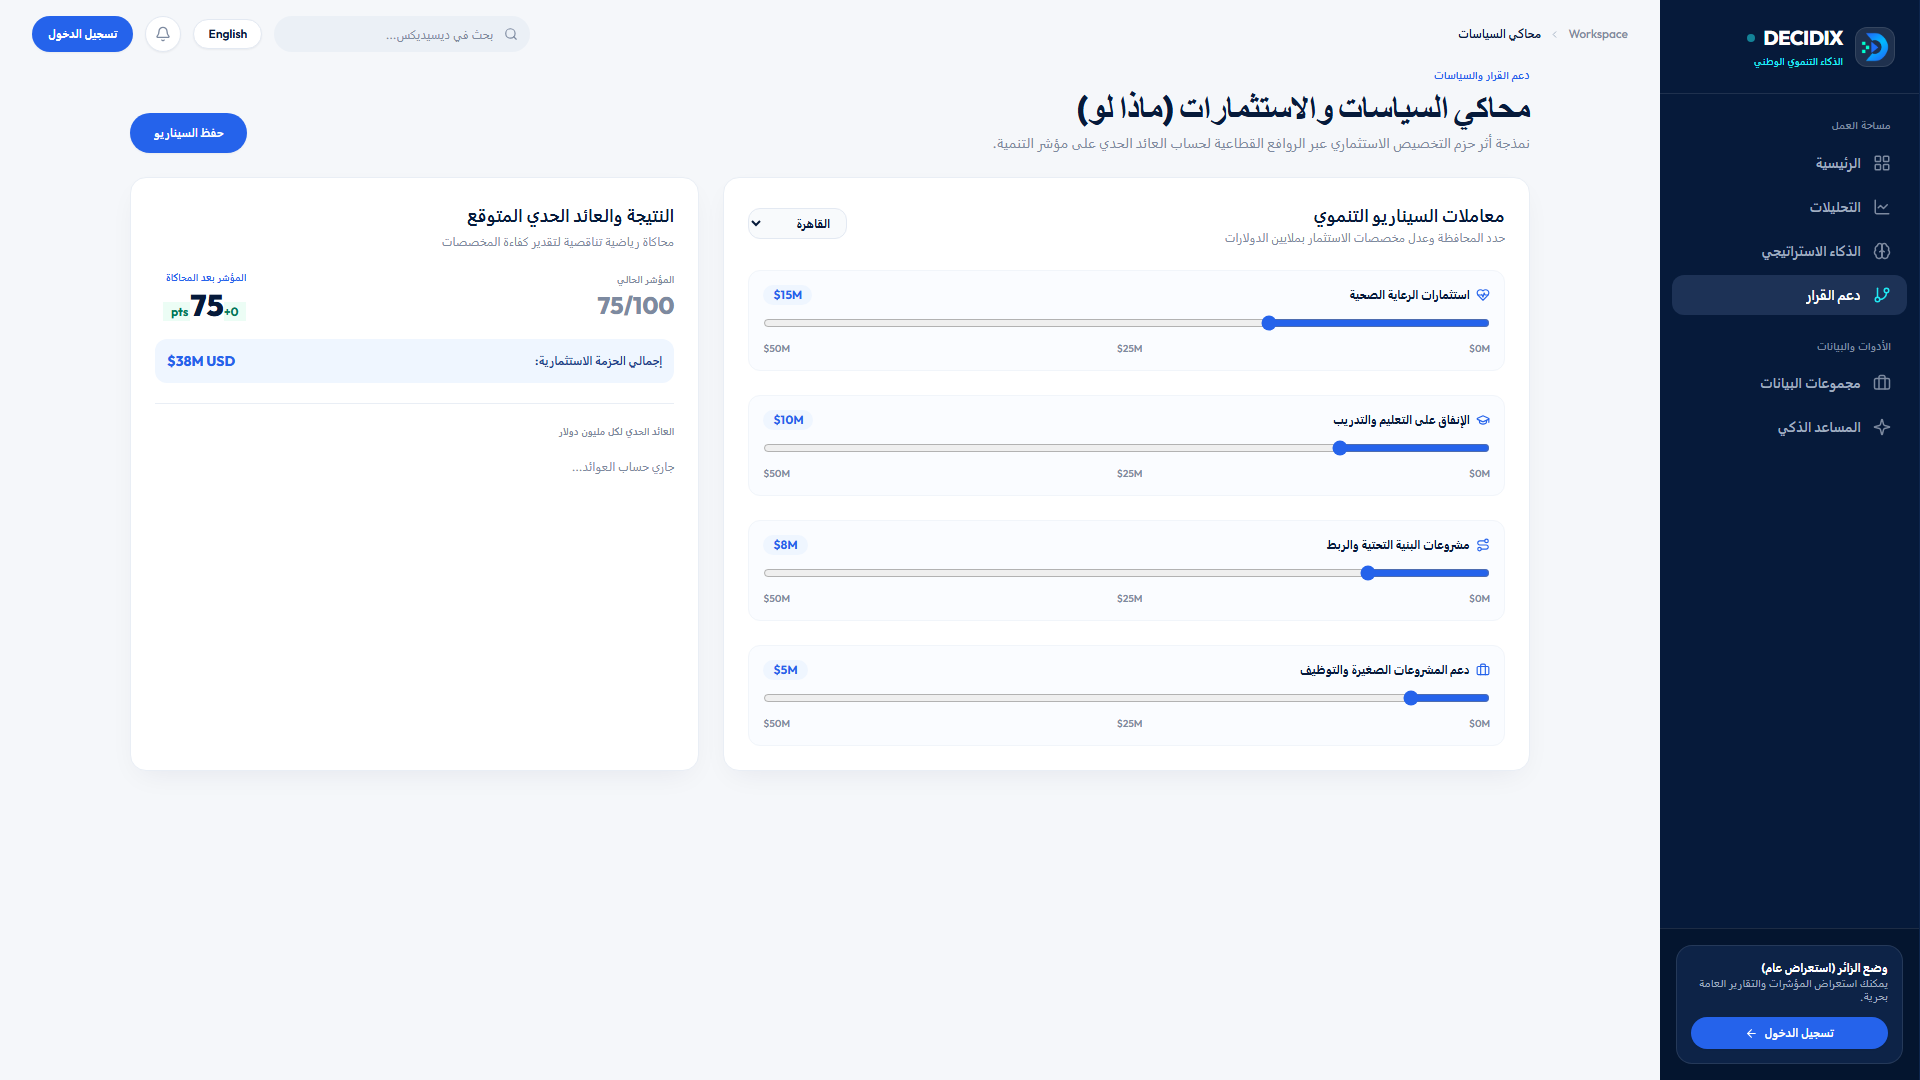 DECIDIX
الذكاء التنموي الوطني
مساحة العمل
الرئيسية
التحليلات
الذكاء الاستراتيجي
دعم القرار
الأدوات والبيانات
مجموعات البيانات
المساعد الذكي
وضع الزائر (استعراض عام)
يمكنك استعراض المؤشرات والتقارير العامة
بحرية.
تسجيل الدخول ←
Workspace › محاكي السياسات
بحث في ديسيديكس...
English
تسجيل الدخول
دعم القرار والسياسات
محاكي السياسات والاستثمارات (ماذا لو)
نمذجة أثر حزم التخصيص الاستثماري عبر الروافع القطاعية لحساب العائد الحدي على مؤشر التنمية.
حفظ السيناريو
معاملات السيناريو التنموي
حدد المحافظة وعدل مخصصات الاستثمار بملايين الدولارات
القاهرة
استثمارات الرعاية الصحية
$15M
$0M
$25M
$50M
الإنفاق على التعليم والتدريب
$10M
$0M
$25M
$50M
مشروعات البنية التحتية والربط
$8M
$0M
$25M
$50M
دعم المشروعات الصغيرة والتوظيف
$5M
$0M
$25M
$50M
النتيجة والعائد الحدي المتوقع
محاكاة رياضية تناقصية لتقدير كفاءة المخصصات
المؤشر الحالي
75/100
المؤشر بعد المحاكاة
pts 75 +0
إجمالي الحزمة الاستثمارية:
$38M USD
العائد الحدي لكل مليون دولار
جاري حساب العوائد...